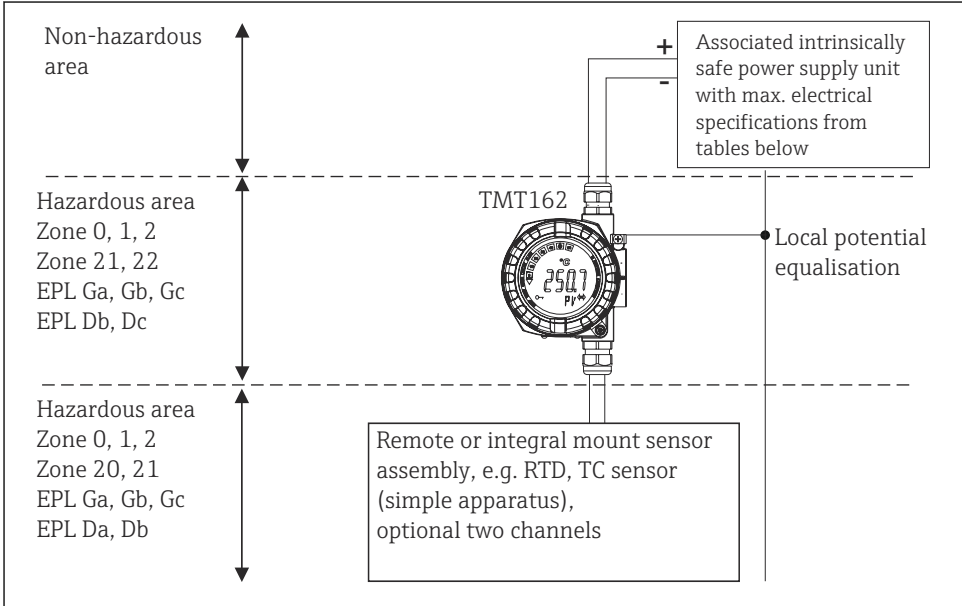 Non-hazardous
area
+
-
Associated intrinsically
safe power supply unit
with max. electrical
specifications from
tables below
Hazardous area
Zone 0, 1, 2
Zone 21, 22
EPL Ga, Gb, Gc
EPL Db, Dc
TMT162
°C
250.7
PV
Local potential
equalisation
Hazardous area
Zone 0, 1, 2
Zone 20, 21
EPL Ga, Gb, Gc
EPL Da, Db
Remote or integral mount sensor
assembly, e.g. RTD, TC sensor
(simple apparatus),
optional two channels